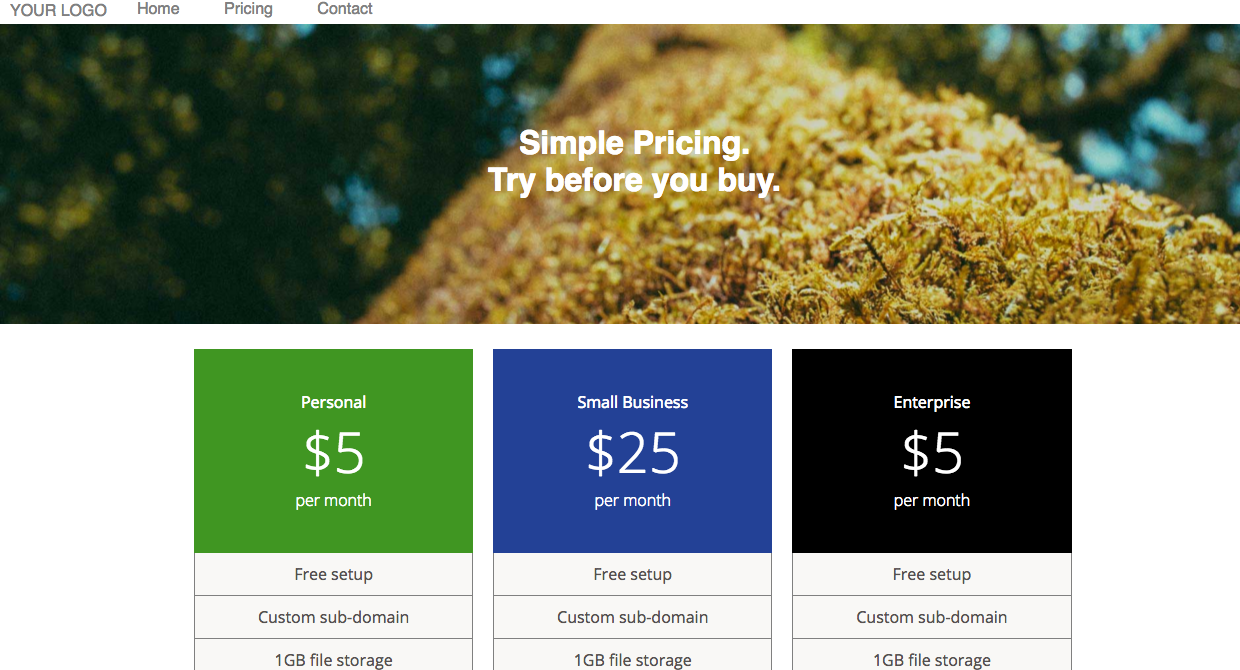 YOUR LOGO Home Pricing Contact
Simple Pricing.
Try before you buy.
Personal
$5
per month
Free setup
Custom sub-domain
1GB file storage
Small Business
$25
per month
Free setup
Custom sub-domain
1GB file storage
Enterprise
$5
per month
Free setup
Custom sub-domain
1GB file storage